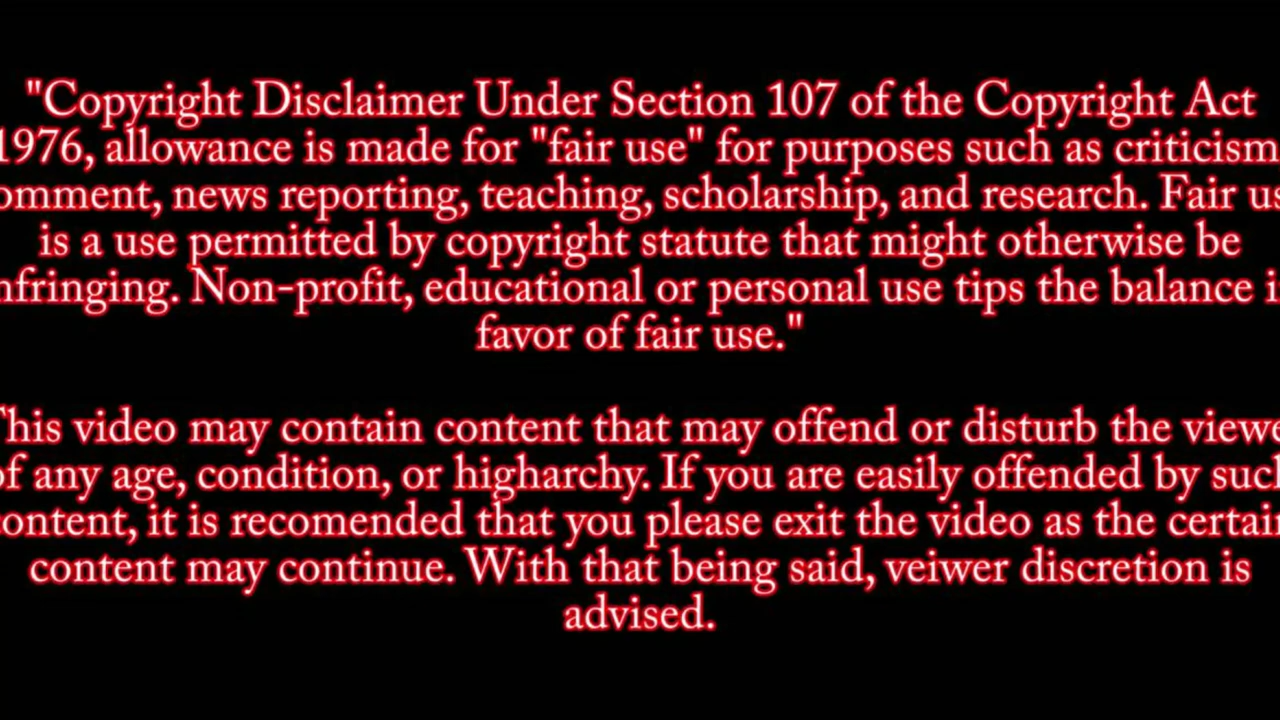 "Copyright Disclaimer Under Section 107 of the Copyright Act
1976, allowance is made for "fair use" for purposes such as criticism
omment, news reporting, teaching, scholarship, and research. Fair us
is a use permitted by copyright statute that might otherwise be
nfringing. Non-profit, educational or personal use tips the balance i
favor of fair use."
This video may contain content that may offend or disturb the viewe
of any age, condition, or higharchy. If you are easily offended by such
content, it is recomended that you please exit the video as the certain
content may continue. With that being said, veiwer discretion is
advised.